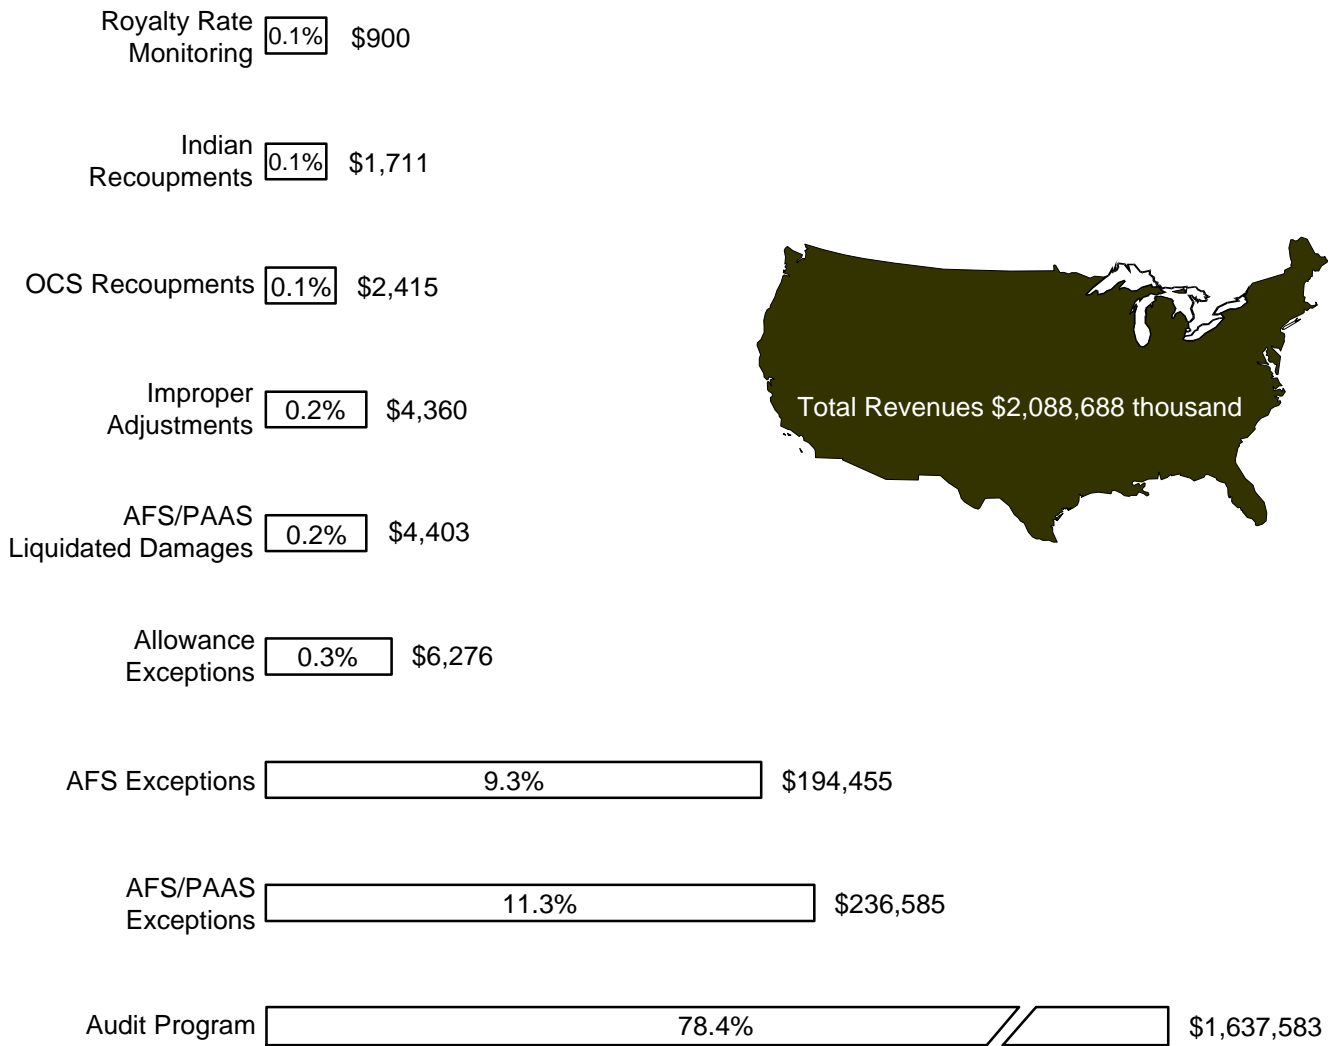 Royalty Rate
Monitoring
0.1%
$900
Indian
Recoupments
0.1%
$1,711
OCS Recoupments
0.1%
$2,415
Improper
Adjustments
0.2%
$4,360
Total Revenues $2,088,688 thousand
AFS/PAAS
Liquidated Damages
0.2%
$4,403
Allowance
Exceptions
0.3%
$6,276
AFS Exceptions
9.3%
$194,455
AFS/PAAS
Exceptions
11.3%
$236,585
Audit Program
78.4%
$1,637,583